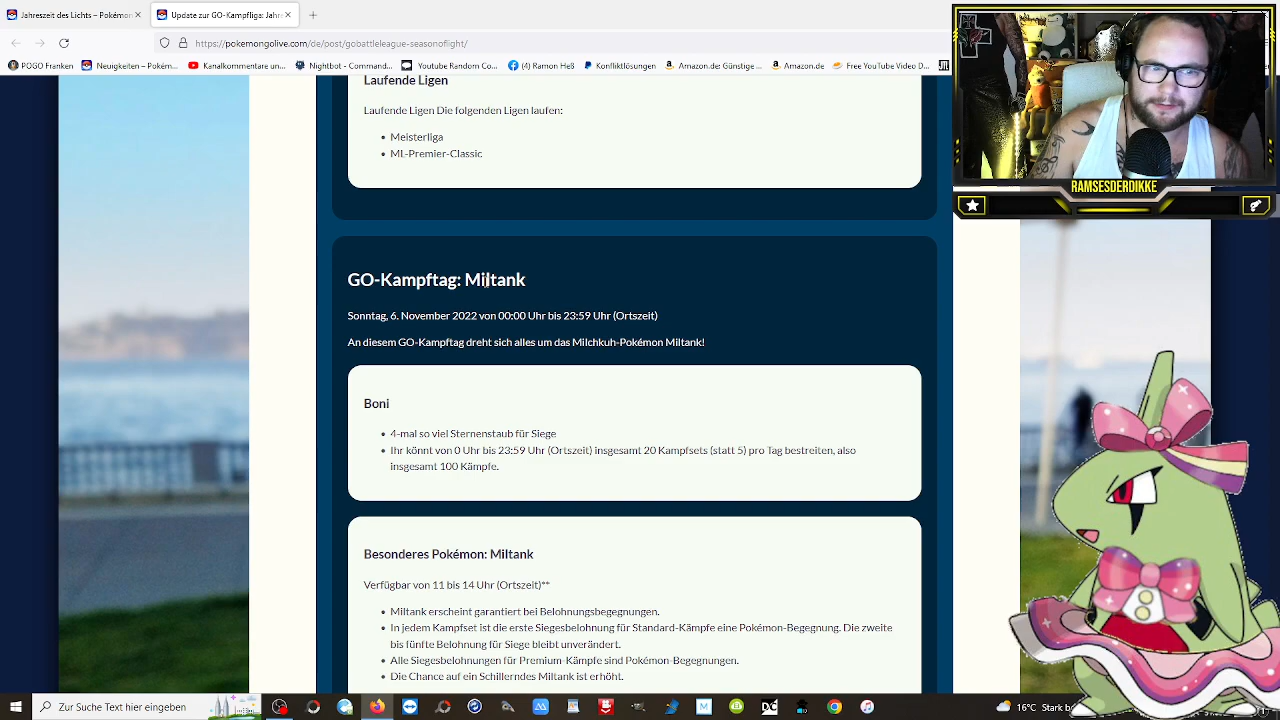 Jahreszeit des Lichts – Pokémon
Update zur GO-Kampfliga: Jahr
https://pokemongolive.com/de/post/gobattleleague-seasonoflight/
POGO Franken
Neuigkeiten – Pokém...
Kanalkommentare un...
Nightbot - Comman...
Youtube Random Co...
(4) Ramon Heß
Konfliktlösungen
Amazon.de Günstige ...
Amazon.de
Free YouTube Video D...
Laufende Ligen
Laufende Ligen Die folgenden Ligen laufen:
• Meisterliga
• ML-Premier-Classic
RAMSESDERDIKKE
GO-Kampftag: Miltank
Sonntag, 6. November 2022 von 00:00 Uhr bis 23:59 Uhr (Ortszeit)
An diesem GO-Kampftag dreht sich alles um das Milchkuh-Pokémon Miltank!
Boni
• 4-mal so viel Sternenstaub für Siege
• Ihr könnt von 0 Uhr bis 23:59 Uhr (Ortszeit) insgesamt 20 Kampfsets (statt 5) pro Tag bestreiten, also
insgesamt 100 Kämpfe.
Besonderes Pokémon: Miltank
Verfügbar von 11 bis 14 Uhr (Ortszeit)**
• Miltank erscheint garantiert bei Belohnungsbegegnungen.
• In jedem Kampfset ist die erste Siegesbelohnung für Standard-Kämpfe eine Pokémon-Begegnung. Die zweite
bis fünfte Belohnung für Siege bleibt unverändert.
• Alle Siegesbelohnungen für Premium-Kämpfe sind Pokémon-Begegnungen.
• Die Chance auf ein Schillerndes Miltank ist erhöht.
Zur Suche Text hier eingeben
16°C Stark b